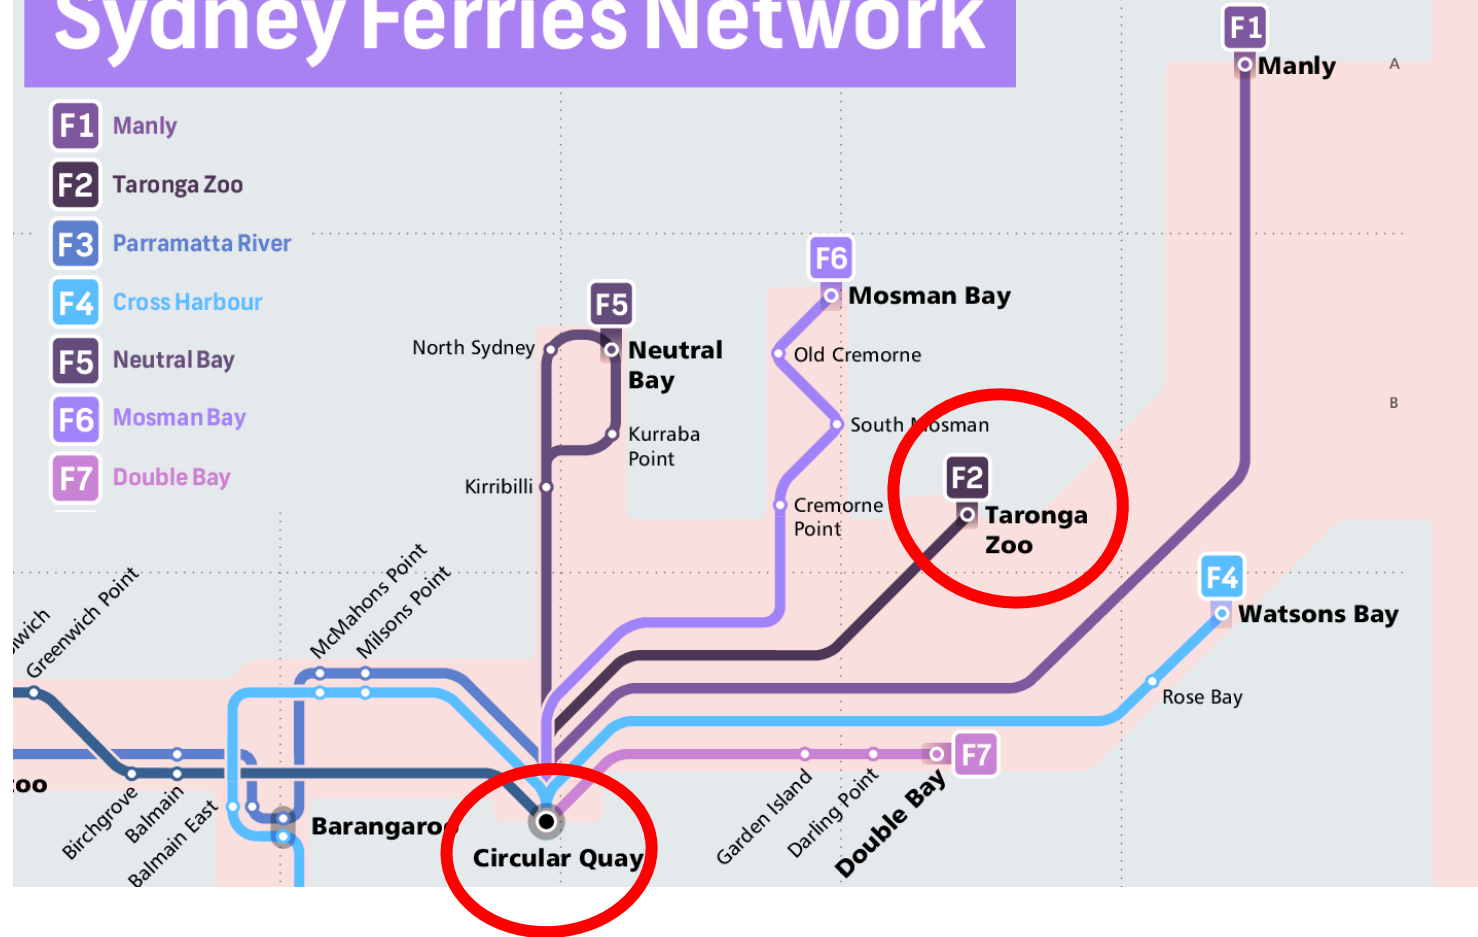 Sydney Ferries Network
F1 Manly
F2 Taronga Zoo
F3 Parramatta River
F4 Cross Harbour
F5 Neutral Bay
F6 Mosman Bay
F7 Double Bay
F1
Manly
A
F6
Mosman Bay
Old Cremorne
South Mosman
Cremorne
Point
F5
North Sydney
Neutral
Bay
Kurraba
Point
Kirribilli
B
F2
Taronga
Zoo
F4
Watsons Bay
Rose Bay
McMahons Point
Milsons Point
Greenwich Point
F7
Garden Island
Darling Point
Double Bay
Birchgrove
Balmain
Balmain East
Barangaroo
Circular Quay